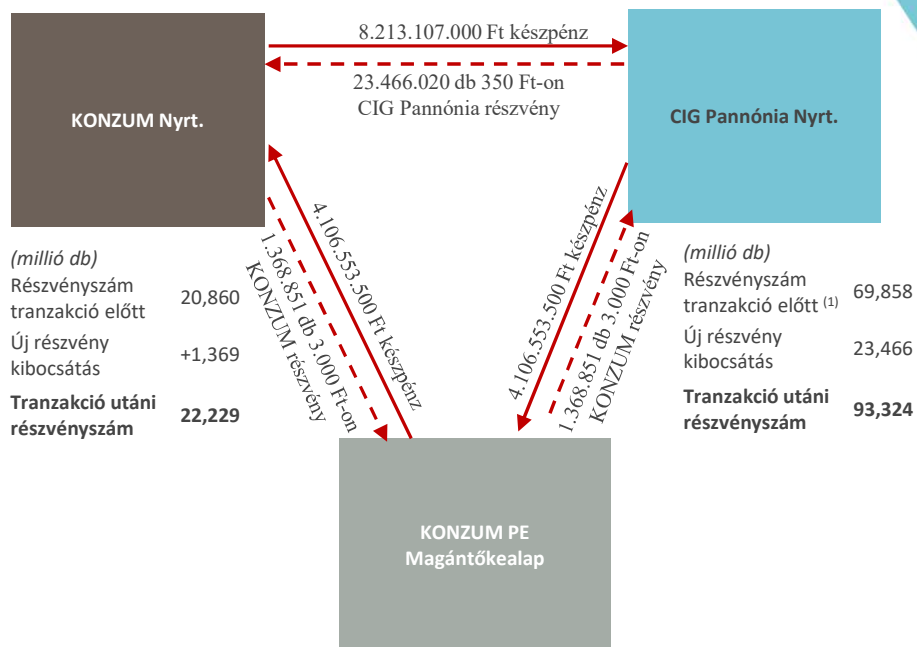 8.213.107.000 Ft készpénz
23.466.020 db 350 Ft-on
CIG Pannónia részvény
KONZUM Nyrt.
CIG Pannónia Nyrt.
4.106.553.500 Ft készpénz
1.368.851 db 3.000 Ft-on
KONZUM részvény
4.106.553.500 Ft készpénz
1.368.851 db 3.000 Ft-on
KONZUM részvény
(millió db)
Részvényszám
tranzakció előtt 20,860
Új részvény
kibocsátás +1,369
Tranzakció utáni
részvényszám 22,229
(millió db)
Részvényszám
tranzakció előtt (1) 69,858
Új részvény
kibocsátás 23,466
Tranzakció utáni
részvényszám 93,324
KONZUM PE
Magántőkealap